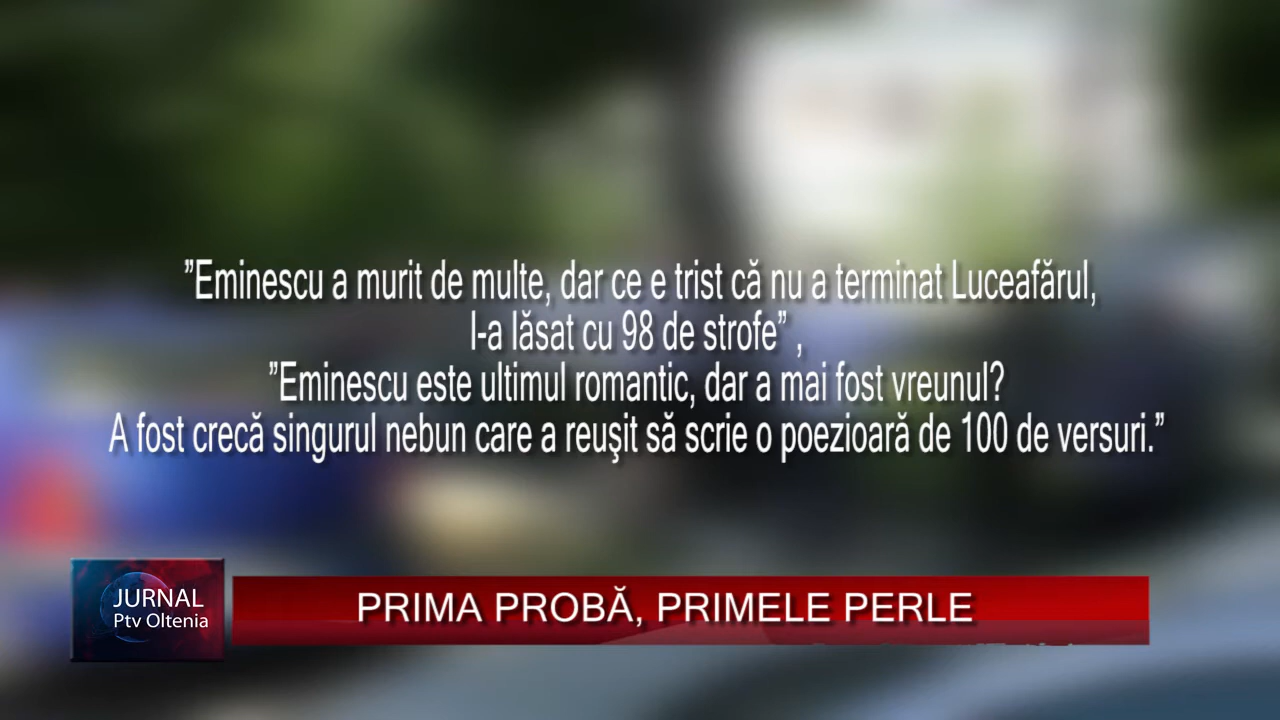 ”Eminescu a murit de multe, dar ce e trist că nu a terminat Luceafărul,
l-a lăsat cu 98 de strofe” ,
”Eminescu este ultimul romantic, dar a mai fost vreunul?
A fost crecă singurul nebun care a reuşit să scrie o poezioară de 100 de versuri.”
JURNAL
Ptv Oltenia
PRIMA PROBĂ, PRIMELE PERLE